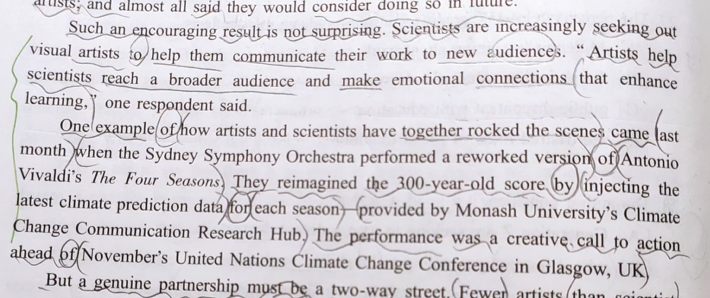 artists, and almost all said they would consider doing so in future.
Such an encouraging result is not surprising. Scientists are increasingly seeking out
visual artists to help them communicate their work to new audiences. “Artists help
scientists reach a broader audience and make emotional connections that enhance
learning,” one respondent said.
One example of how artists and scientists have together rocked the scenes came last
month when the Sydney Symphony Orchestra performed a reworked version of Antonio
Vivaldi’s The Four Seasons. They reimagined the 300-year-old score by injecting the
latest climate prediction data for each season—provided by Monash University’s Climate
Change Communication Research Hub. The performance was a creative call to action
ahead of November’s United Nations Climate Change Conference in Glasgow, UK.
But a genuine partnership must be a two-way street. Fewer artists than